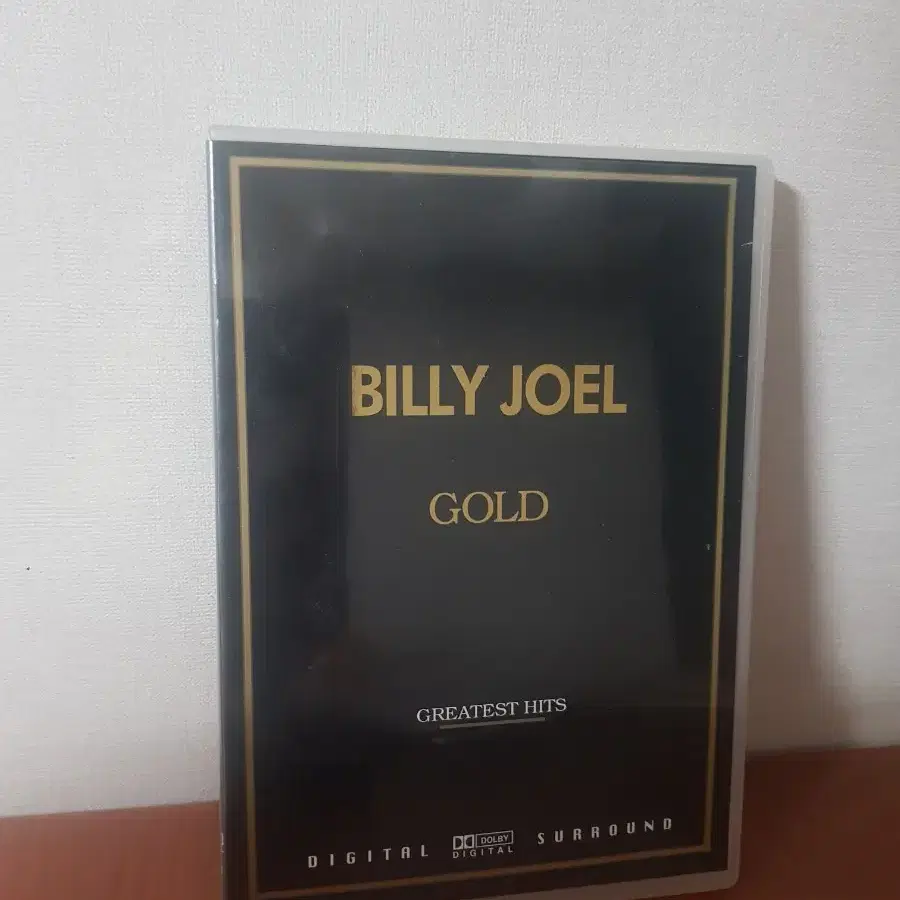 BILLY JOEL
GOLD
GREATEST HITS
DIGITAL DOLBY DIGITAL SURROUND